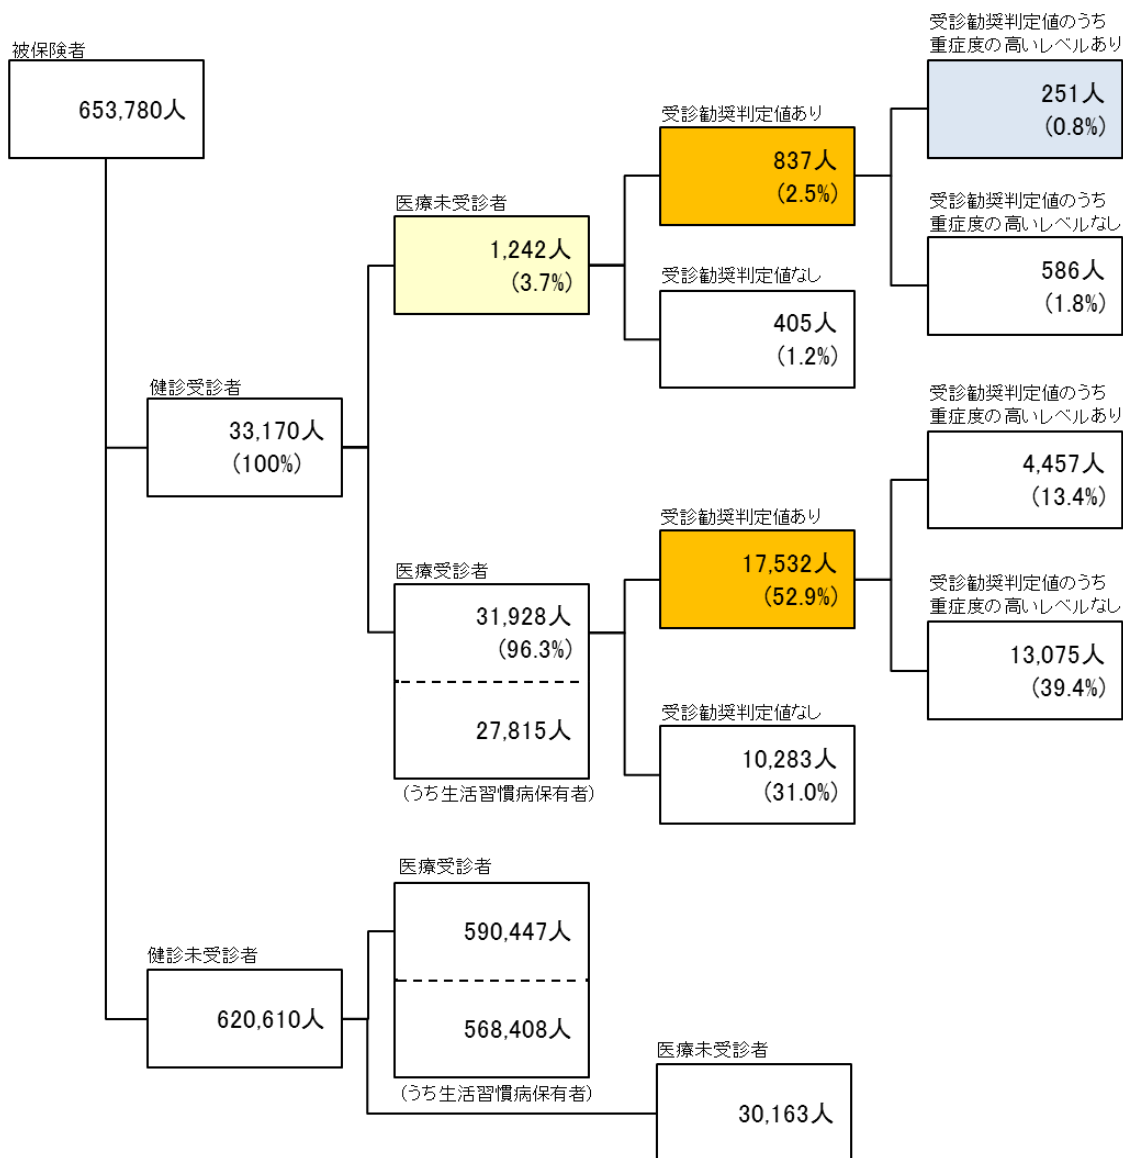 被保険者
653,780人
健診受診者
33,170人
(100%)
医療未受診者
1,242人
(3.7%)
受診勧奨判定値あり
837人
(2.5%)
受診勧奨判定値のうち
重症度の高いレベルあり
251人
(0.8%)
受診勧奨判定値のうち
重症度の高いレベルなし
586人
(1.8%)
受診勧奨判定値なし
405人
(1.2%)
医療受診者
31,928人
(96.3%)
27,815人
(うち生活習慣病保有者)
受診勧奨判定値あり
17,532人
(52.9%)
受診勧奨判定値のうち
重症度の高いレベルあり
4,457人
(13.4%)
受診勧奨判定値のうち
重症度の高いレベルなし
13,075人
(39.4%)
受診勧奨判定値なし
10,283人
(31.0%)
健診未受診者
620,610人
医療受診者
590,447人
568,408人
(うち生活習慣病保有者)
医療未受診者
30,163人